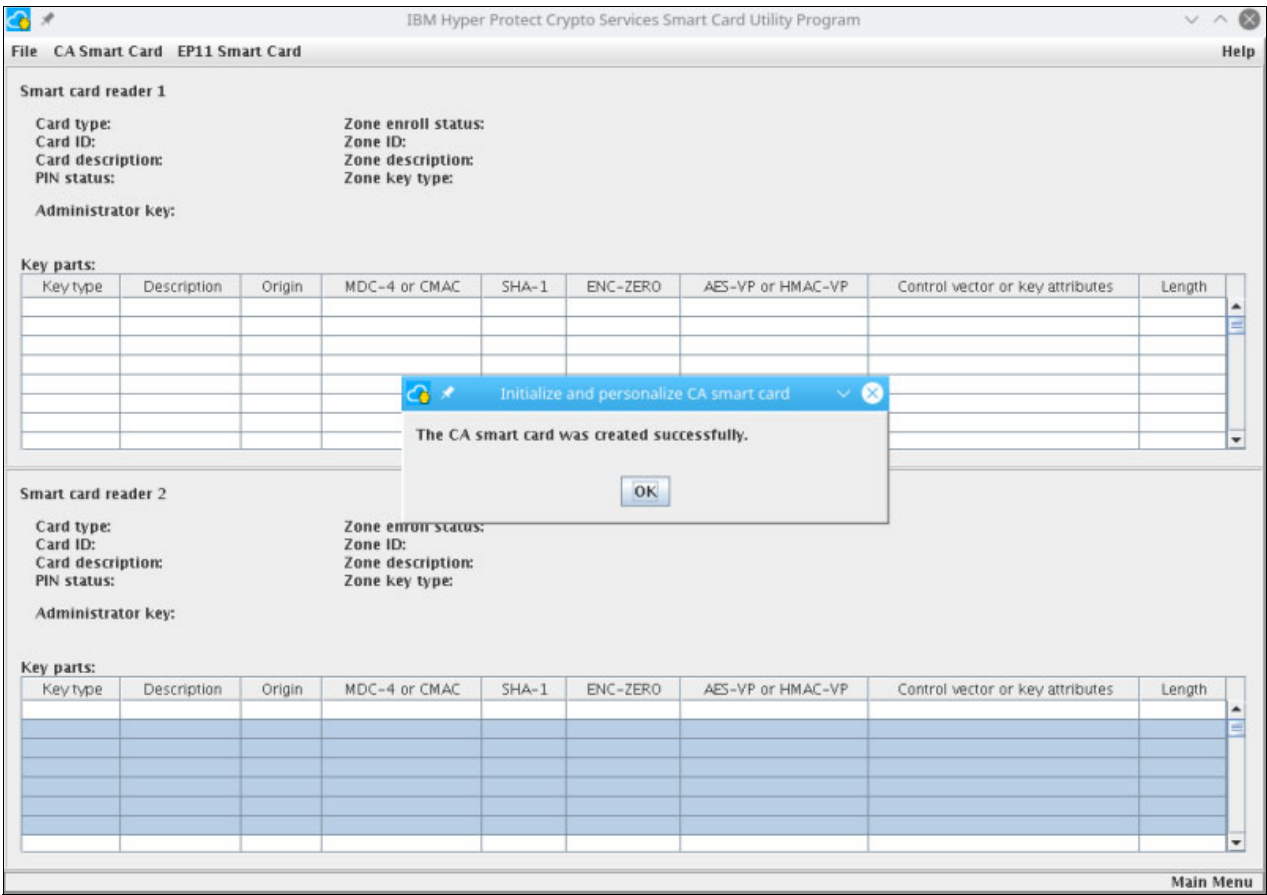 IBM Hyper Protect Crypto Services Smart Card Utility Program
File CA Smart Card EP11 Smart Card Help
Smart card reader 1
Card type: Zone enroll status:
Card ID: Zone ID:
Card description: Zone description:
PIN status: Zone key type:
Administrator key:
Key parts:
Key type Description Origin MDC-4 or CMAC SHA-1 ENC-ZERO AES-VP or HMAC-VP Control vector or key attributes Length
Initialize and personalize CA smart card
The CA smart card was created successfully.
OK
Smart card reader 2
Card type: Zone enroll status:
Card ID: Zone ID:
Card description: Zone description:
PIN status: Zone key type:
Administrator key:
Key parts:
Key type Description Origin MDC-4 or CMAC SHA-1 ENC-ZERO AES-VP or HMAC-VP Control vector or key attributes Length
Main Menu